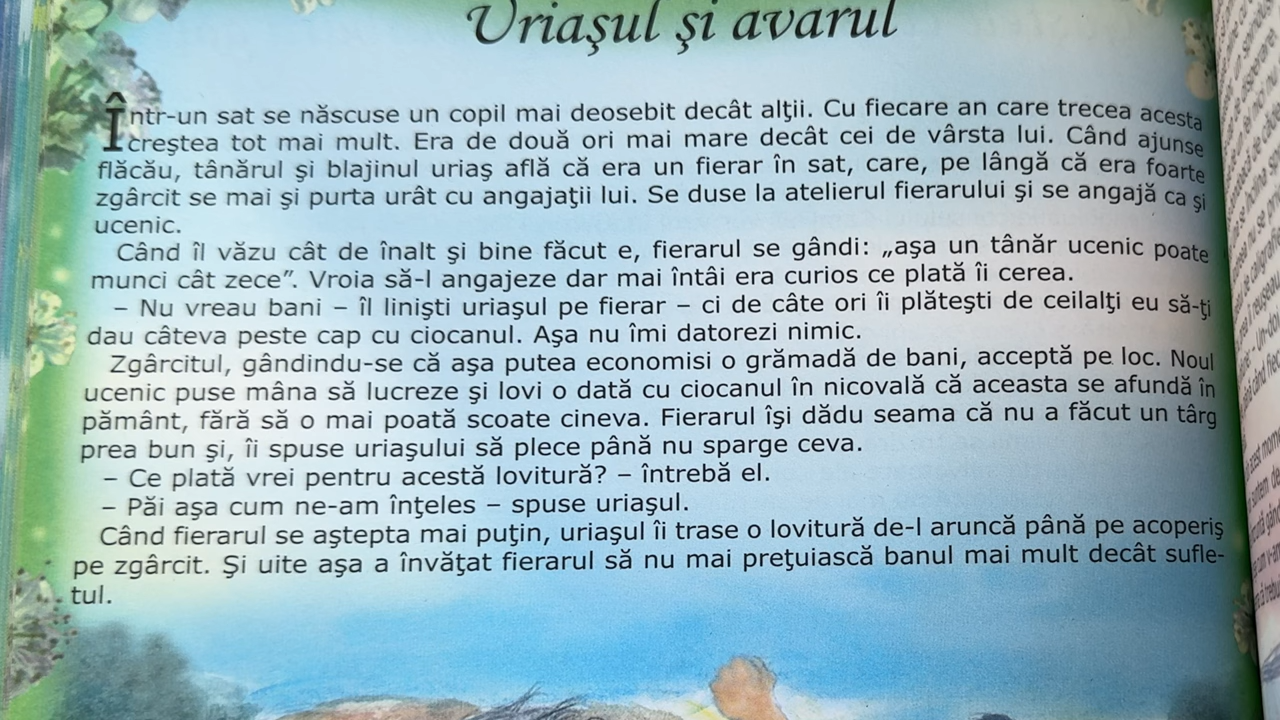 Uriaşul şi avarul
Într-un sat se născuse un copil mai deosebit decât alţii. Cu fiecare an care trecea acesta
creştea tot mai mult. Era de două ori mai mare decât cei de vârsta lui. Când ajunse
flăcău, tânărul şi blajinul uriaş află că era un fierar în sat, care, pe lângă că era foarte
zgârcit se mai şi purta urât cu angajaţii lui. Se duse la atelierul fierarului şi se angajă ca şi
ucenic.
Când îl văzu cât de înalt şi bine făcut e, fierarul se gândi: „aşa un tânăr ucenic poate
munci cât zece”. Vroia să-l angajeze dar mai întâi era curios ce plată îi cerea.
– Nu vreau bani – îl linişti uriaşul pe fierar – ci de câte ori îi plăteşti de ceilalţi eu să-ţi
dau câteva peste cap cu ciocanul. Aşa nu îmi datorezi nimic.
Zgârcitul, gândindu-se că aşa putea economisi o grămadă de bani, acceptă pe loc. Noul
ucenic puse mâna să lucreze şi lovi o dată cu ciocanul în nicovală că aceasta se afundă în
pământ, fără să o mai poată scoate cineva. Fierarul îşi dădu seama că nu a făcut un târg
prea bun şi, îi spuse uriaşului să plece până nu sparge ceva.
– Ce plată vrei pentru acestă lovitură? – întrebă el.
– Păi aşa cum ne-am înţeles – spuse uriaşul.
Când fierarul se aştepta mai puţin, uriaşul îi trase o lovitură de-l aruncă până pe acoperiş
pe zgârcit. Şi uite aşa a învăţat fierarul să nu mai preţuiască banul mai mult decât sufle-
tul.